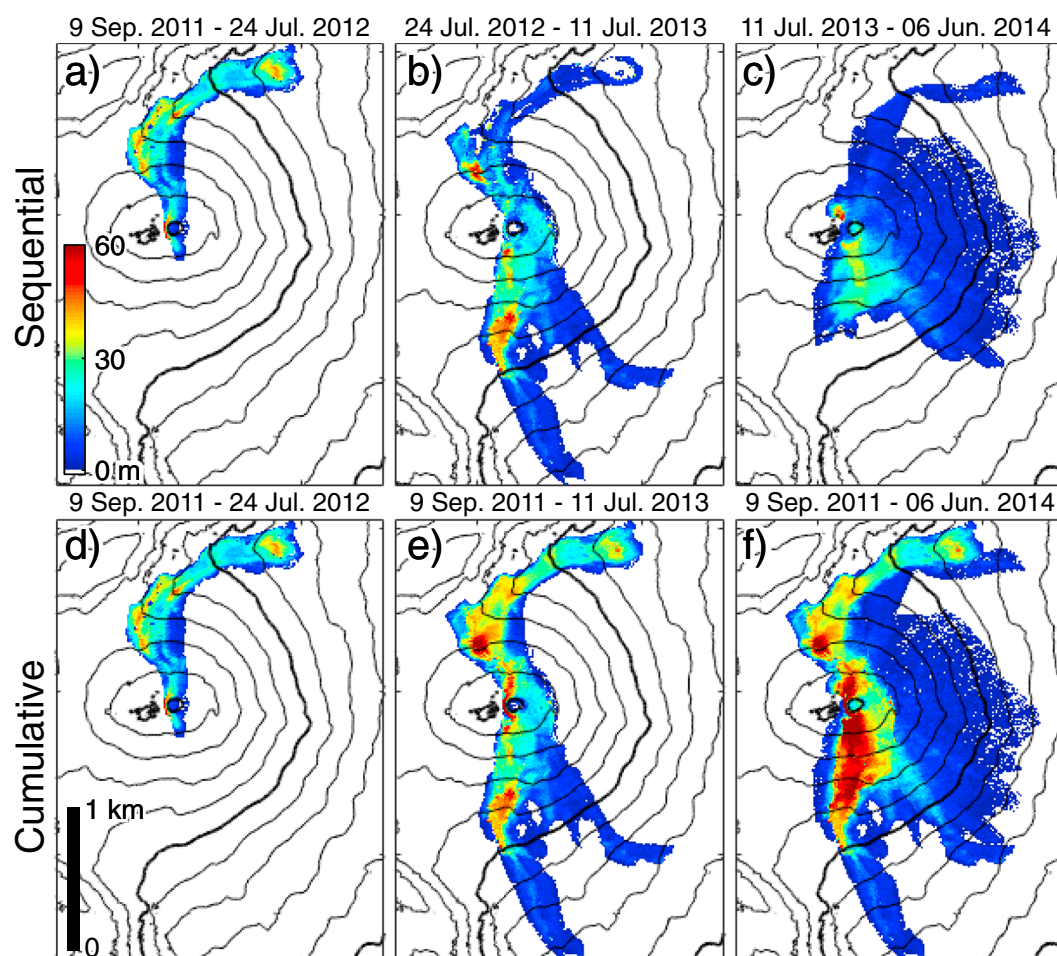 9 Sep. 2011 - 24 Jul. 2012
24 Jul. 2012 - 11 Jul. 2013
11 Jul. 2013 - 06 Jun. 2014
a)
b)
c)
Sequential
60
30
0 m
9 Sep. 2011 - 24 Jul. 2012
9 Sep. 2011 - 11 Jul. 2013
9 Sep. 2011 - 06 Jun. 2014
d)
e)
f)
Cumulative
1 km
0